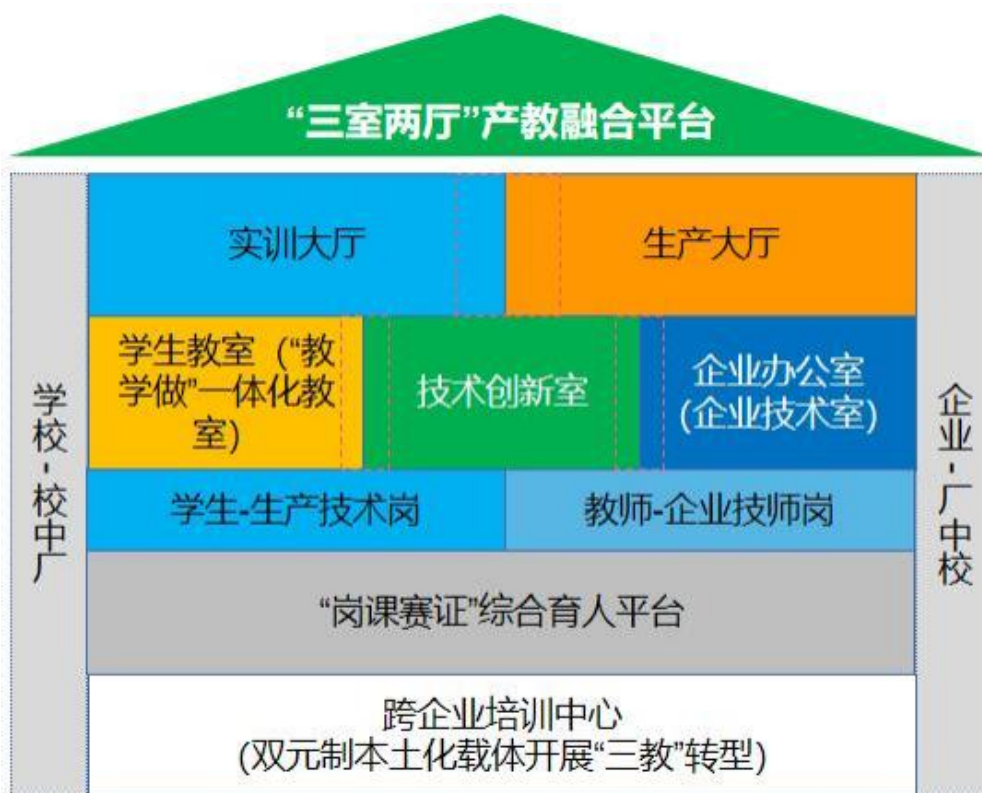 “三室两厅”产教融合平台
实训大厅
生产大厅
学生教室（“教
学做”一体化教
室)
技术创新室
企业办公室
(企业技术室)
学校-校中厂
企业-厂中校
学生-生产技术岗
教师-企业技师岗
“岗课赛证”综合育人平台
跨企业培训中心
(双元制本土化载体开展“三教”转型)